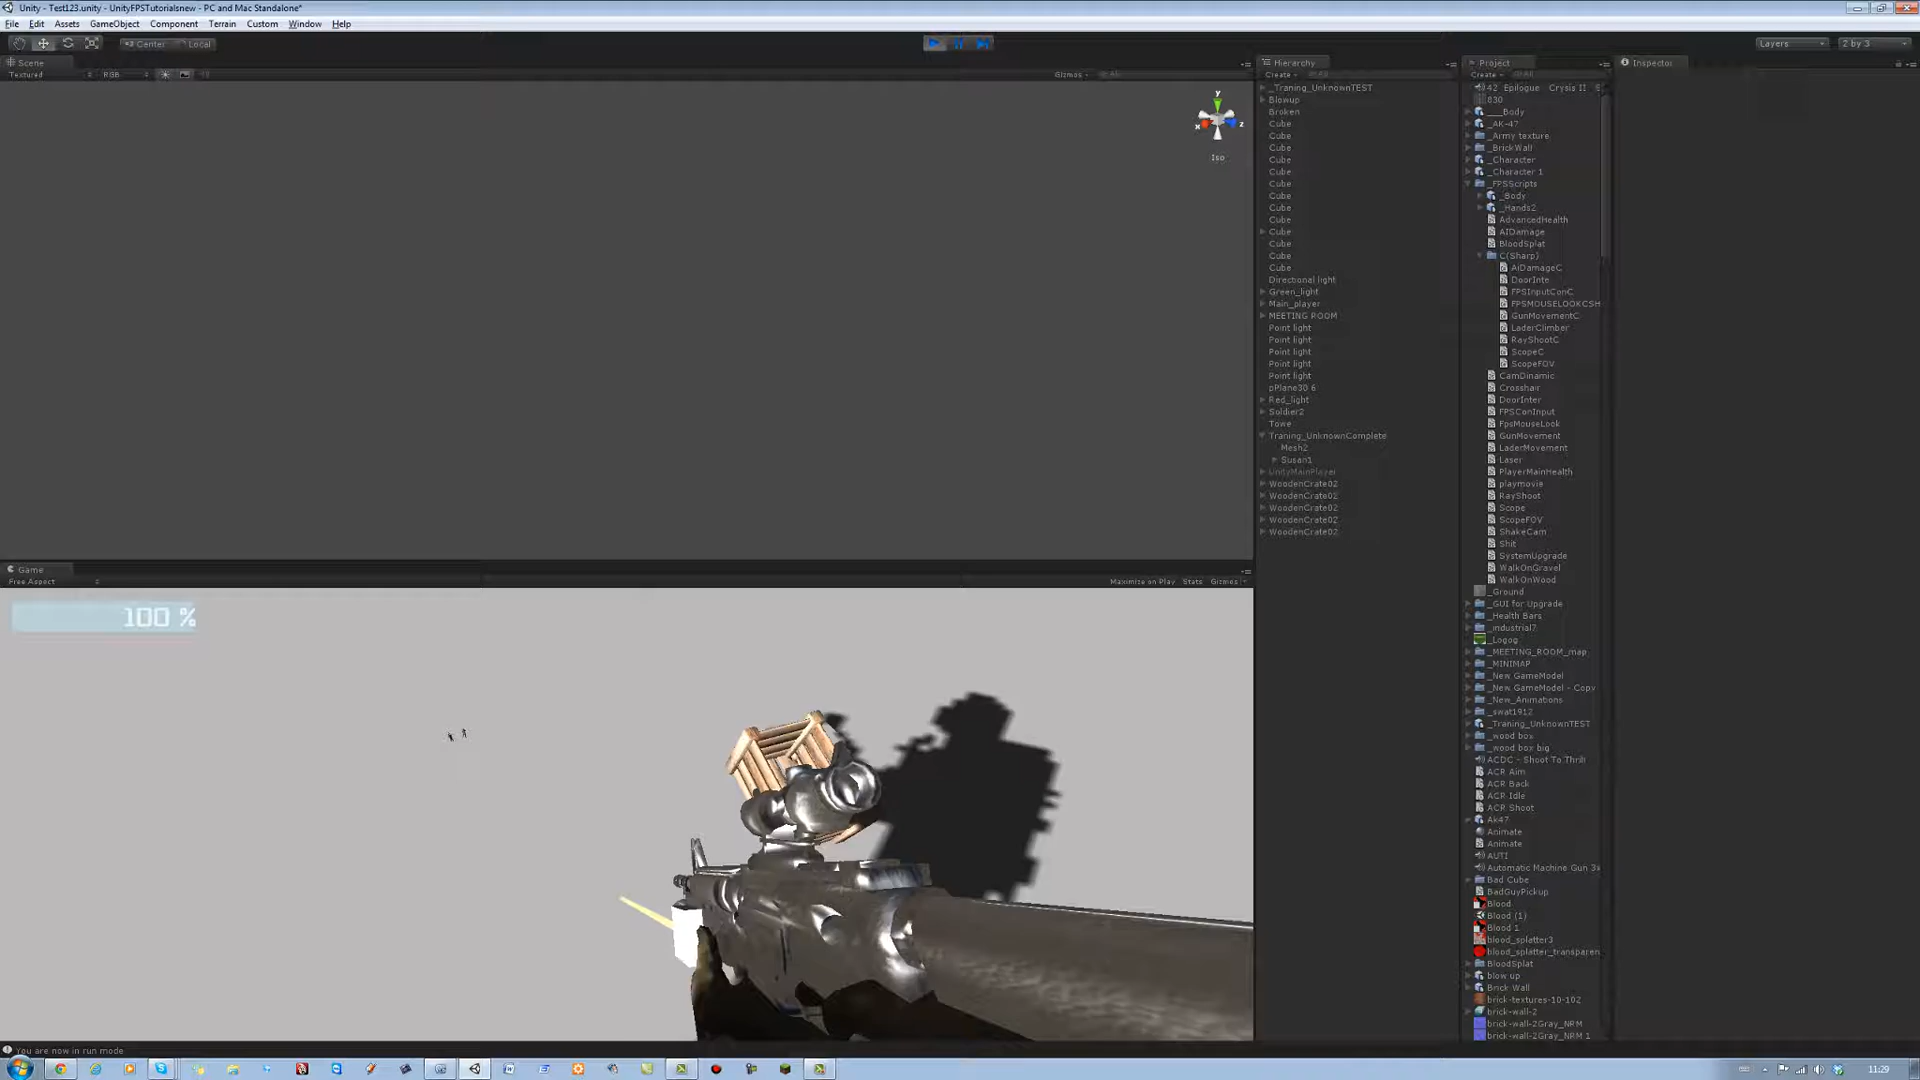 Unity - Test123.unity - UnityFPSTutorialsnew - PC and Mac Standalone*
File Edit Assets GameObject Component Custom Terrain Window Help
Center Local
Layers 2 by 3
Scene
Textured RGB Gizmos
y
x z
Iso
Game
Free Aspect Maximize on Play Stats Gizmos
100 %
Hierarchy
Create
_Traning_UnknownTEST
Blowup
Broken
Cube
Cube
Cube
Cube
Cube
Cube
Cube
Cube
Cube
Cube
Cube
Cube
Cube
Directional light
Green_light
Main_player
MEETING ROOM
Point light
Point light
Point light
Point light
Point light
pPlane30 6
Red_light
Soldier2
Towe
Traning_UnknownComplete
Mesh2
Susan1
UnityMainPlayer
WoodenCrate02
WoodenCrate02
WoodenCrate02
WoodenCrate02
WoodenCrate02
Project
Create
42 Epilogue Crysis II
830
___Body
_AK-47
_Army texture
_BrickWall
_Character
_Character 1
_FPSScripts
_Body
_Hands2
AdvancedHealth
AIDamage
BloodSplat
C(Sharp)
AiDamageC
DoorInte
FPSInputConC
FPSMOUSELOOKCSH
GunMovementC
LaderClimber
RayShootC
ScopeC
ScopeFOV
CamDinamic
Crosshair
DoorInter
FPSConInput
FpsMouseLook
GunMovement
LaderMovement
Laser
PlayerMainHealth
playmovie
RayShoot
Scope
ScopeFOV
ShakeCam
Shit
SystemUpgrade
WalkOnGravel
WalkOnWood
_Ground
_GUI for Upgrade
_Health Bars
_industrial7
_Logog
_MEETING_ROOM_map
_MINIMAP
_New GameModel
_New GameModel - Copy
_New_Animations
_swat1912
_Traning_UnknownTEST
_wood box
_wood box big
ACDC - Shoot To Thrill
ACR Aim
ACR Back
ACR Idle
ACR Shoot
Ak47
Animate
Animate
AUTI
Automatic Machine Gun 3x
Bad Cube
BadGuyPickup
Blood
Blood (1)
Blood 1
blood_splatter3
blood_splatter_transparen
BloodSplat
blow up
Brick Wall
brick-textures-10-102
brick-wall-2
brick-wall-2Gray_NRM
brick-wall-2Gray_NRM 1
Inspector
You are now in run mode
11:29